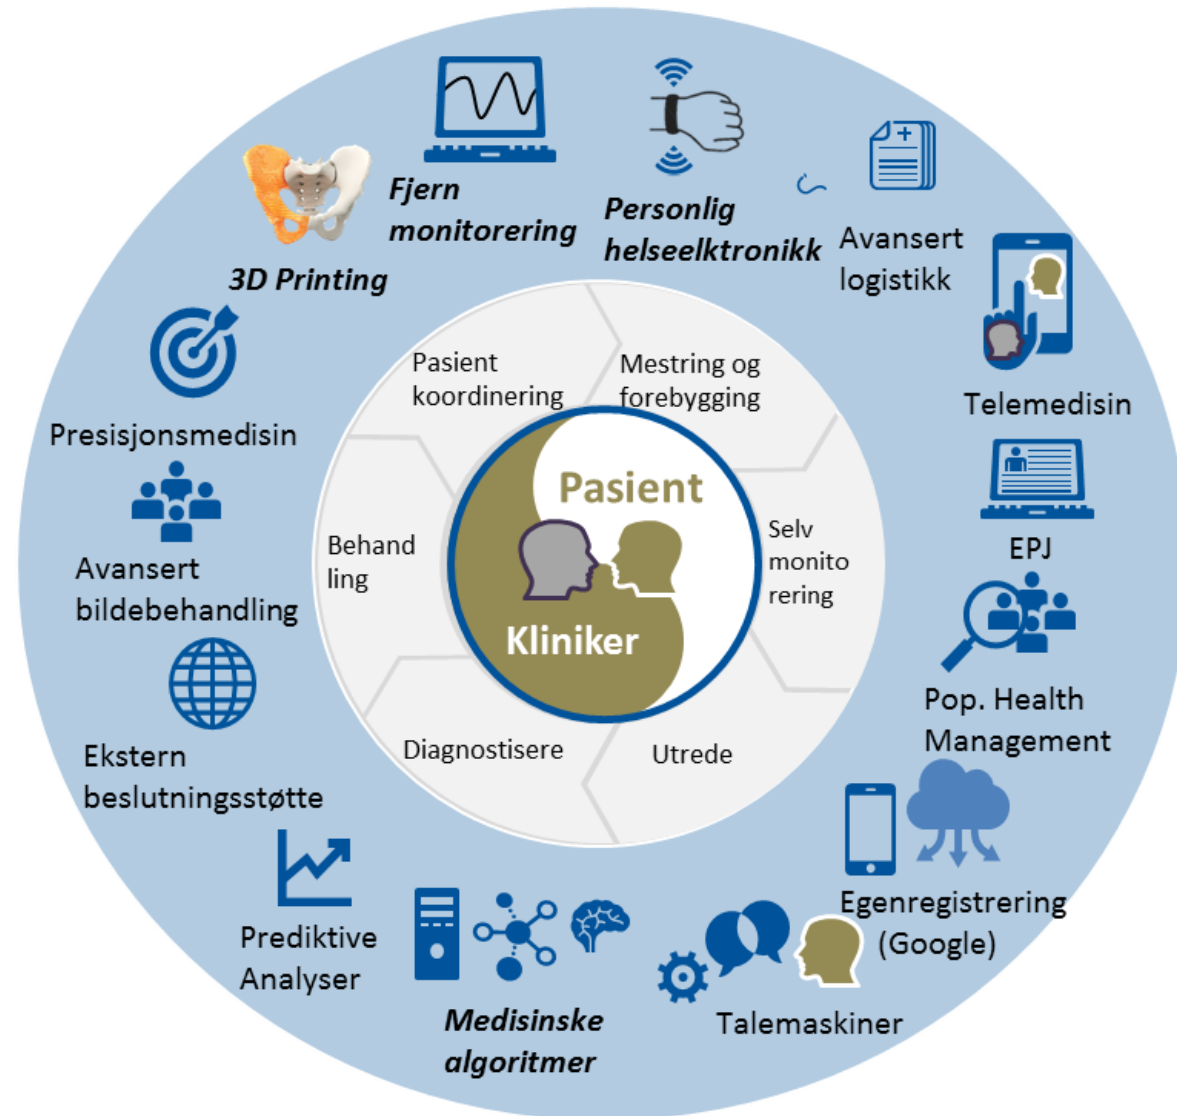 Fjern
monitorering
Personlig
helseelktronikk
Avansert
logistikk
3D Printing
Telemedisin
Presisjonsmedisin
EPJ
Avansert
bildebehandling
Pop. Health
Management
Ekstern
beslutningsstøtte
Egenregistrering
(Google)
Prediktive
Analyser
Medisinske
algoritmer
Talemaskiner
Pasient
koordinering
Mestring og
forebygging
Behand
ling
Selv
monito
rering
Diagnostisere
Utrede
Pasient
Kliniker